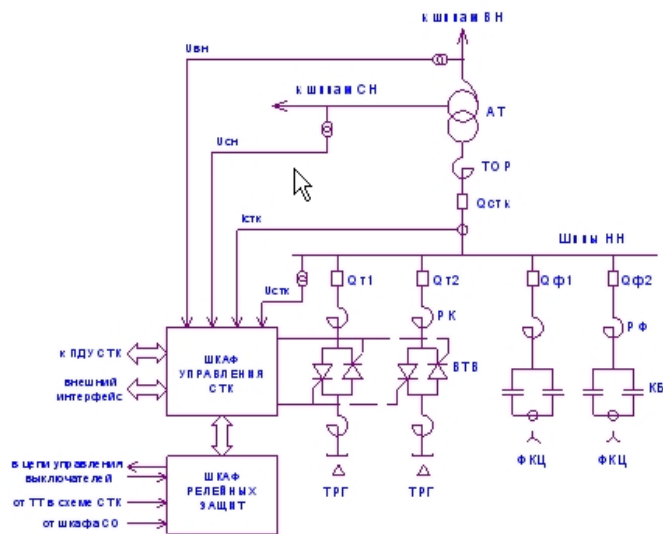 к шинам ВН
Uвн
к шинам СН
АТ
Uсн
ТОР
Qстк
Iстк
Шины НН
Uстк
Qт1
Qт2
Qф1
Qф2
РК
РФ
к ПДУ СТК
ШКАФ
УПРАВЛЕНИЯ
СТК
ВТВ
внешний
интерфейс
КБ
ФКЦ
ФКЦ
в цепи управления
выключателей
ШКАФ
РЕЛЕЙНЫХ
ЗАЩИТ
ТРГ
ТРГ
от ТТ в схеме СТК
от шкафа СО